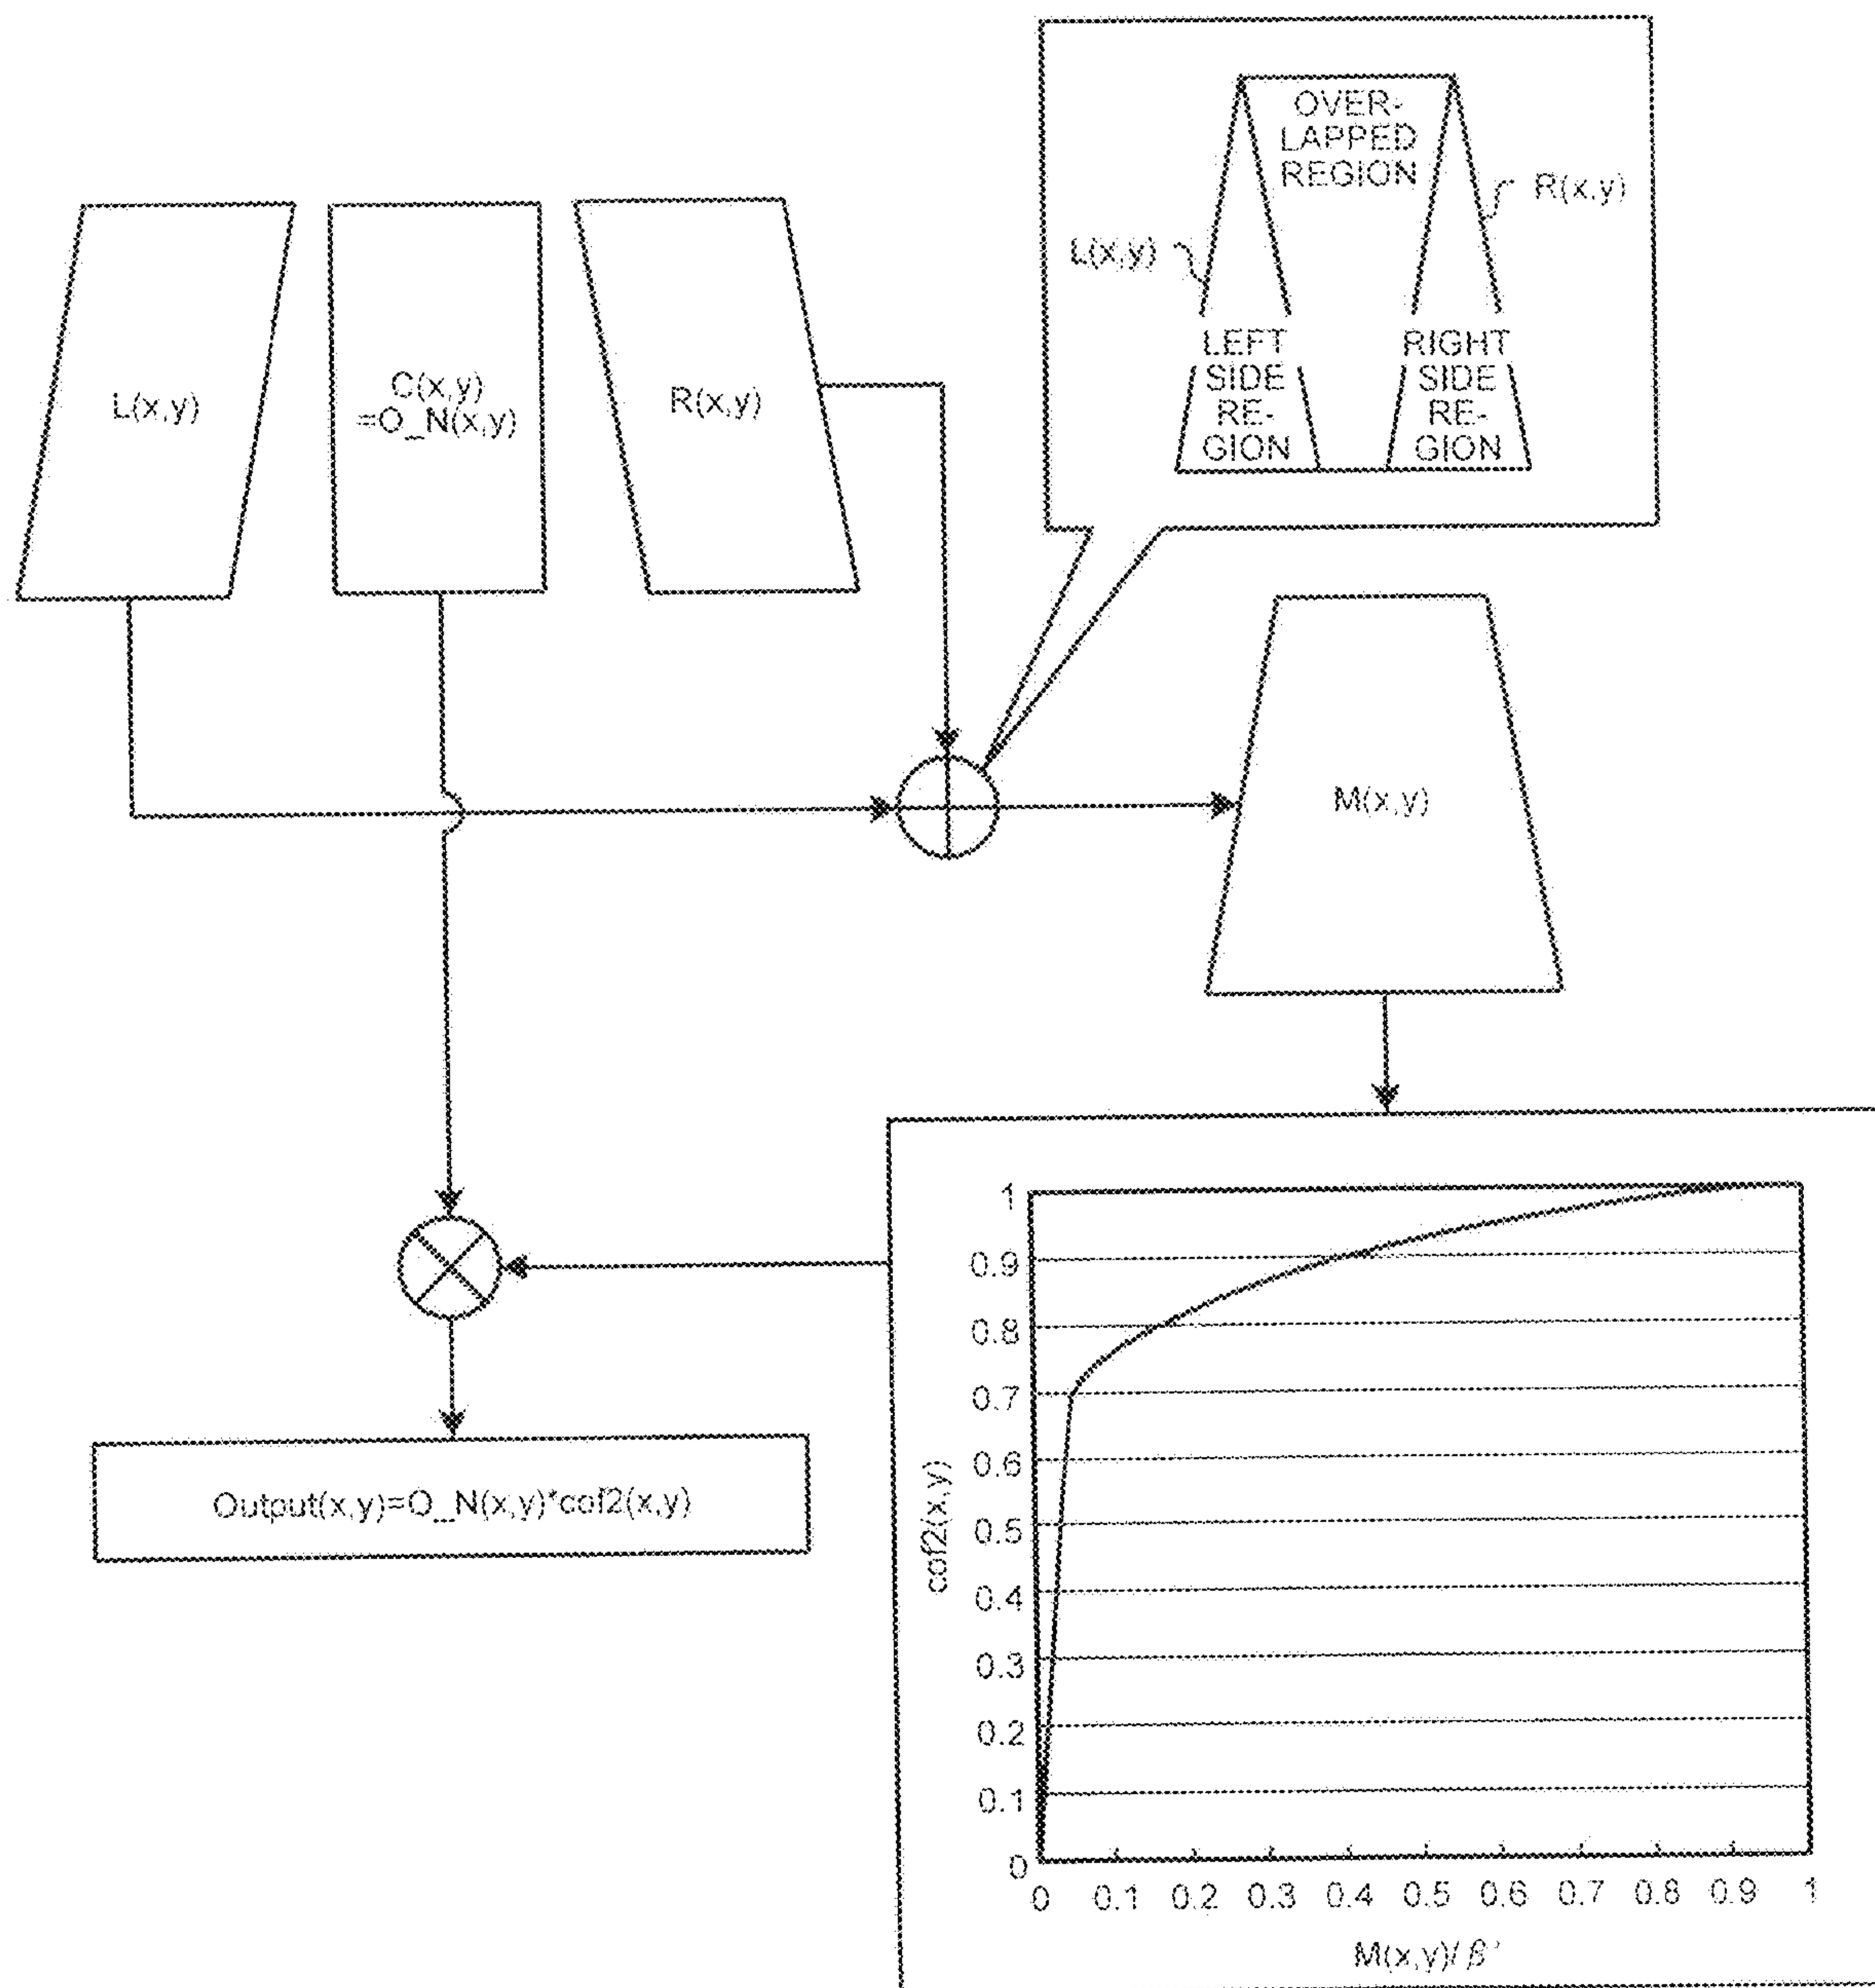 OVER-
LAPPED
REGION
R(x,y)
L(x,y)
LEFT
SIDE
RE-
GION
RIGHT
SIDE
RE-
GION
L(x,y)
C(x,y)
=O_N(x,y)
R(x,y)
M(x,y)
Output(x,y)=O_N(x,y)*cof2(x,y)
cof2(x,y)
1
0.9
0.8
0.7
0.6
0.5
0.4
0.3
0.2
0.1
0
0 0.1 0.2 0.3 0.4 0.5 0.6 0.7 0.8 0.9 1
M(x,y)/β'